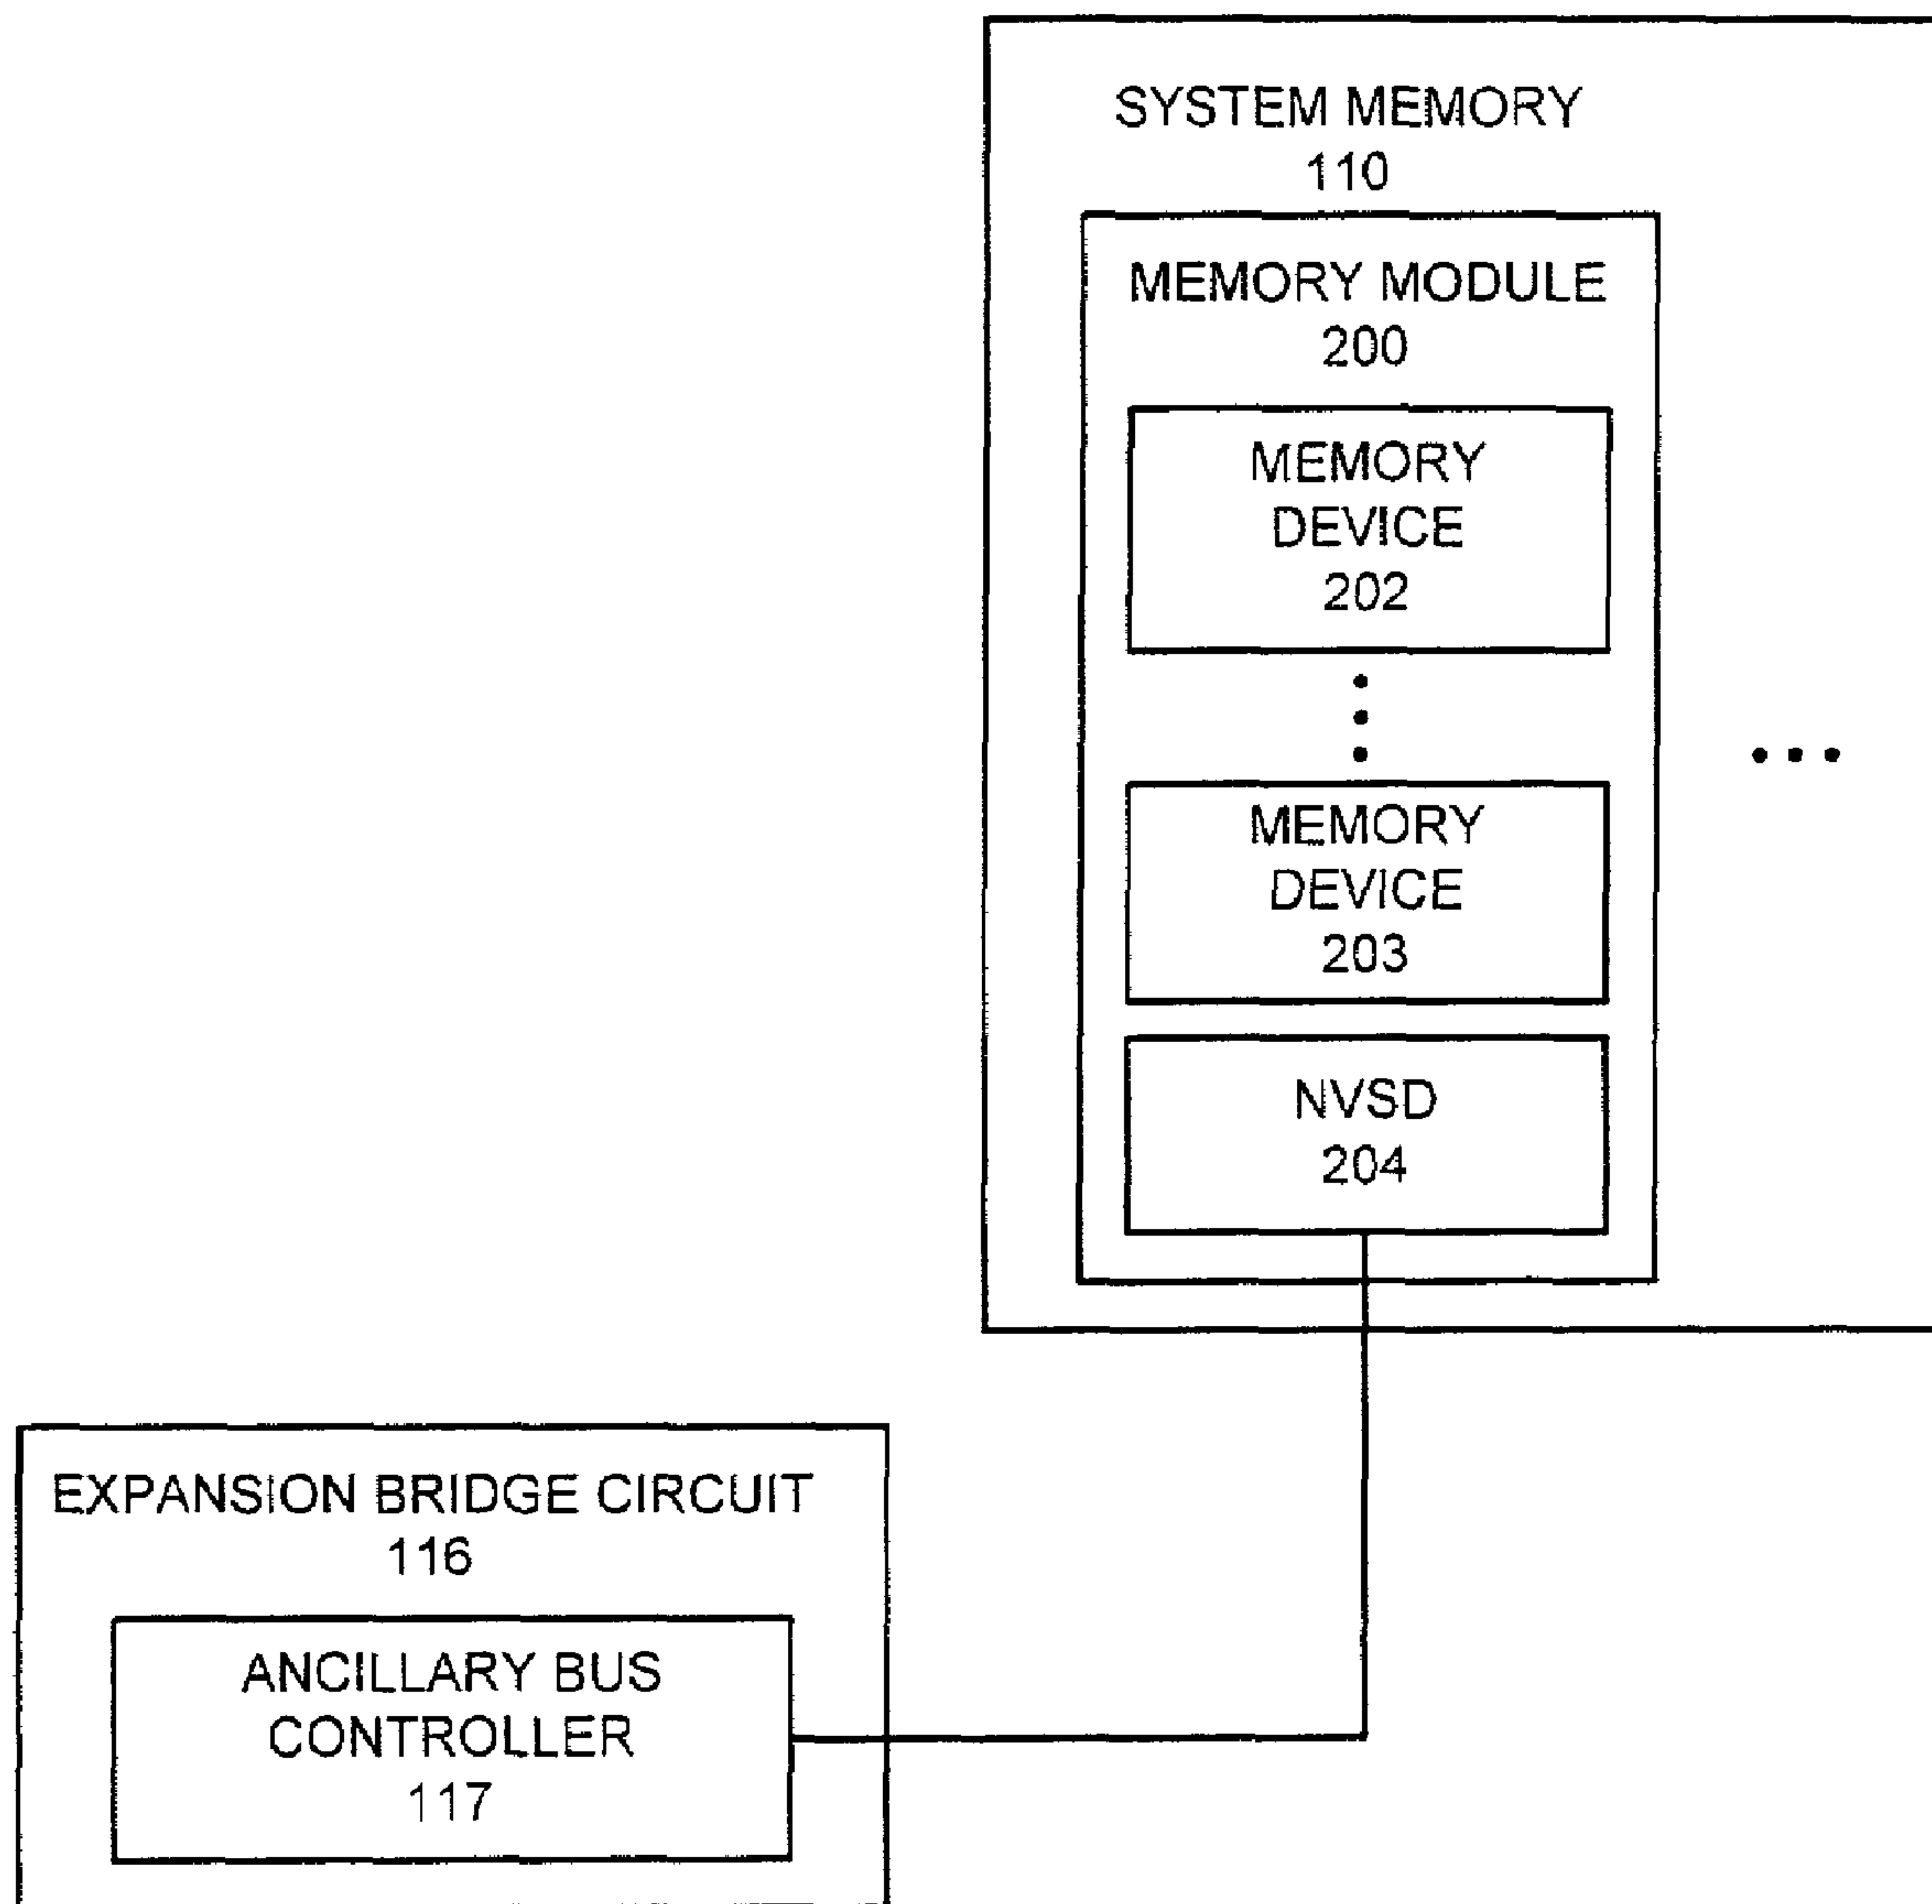 SYSTEM MEMORY
110
MEMORY MODULE
200
MEMORY
DEVICE
202
MEMORY
DEVICE
203
NVSD
204
EXPANSION BRIDGE CIRCUIT
116
ANCILLARY BUS
CONTROLLER
117